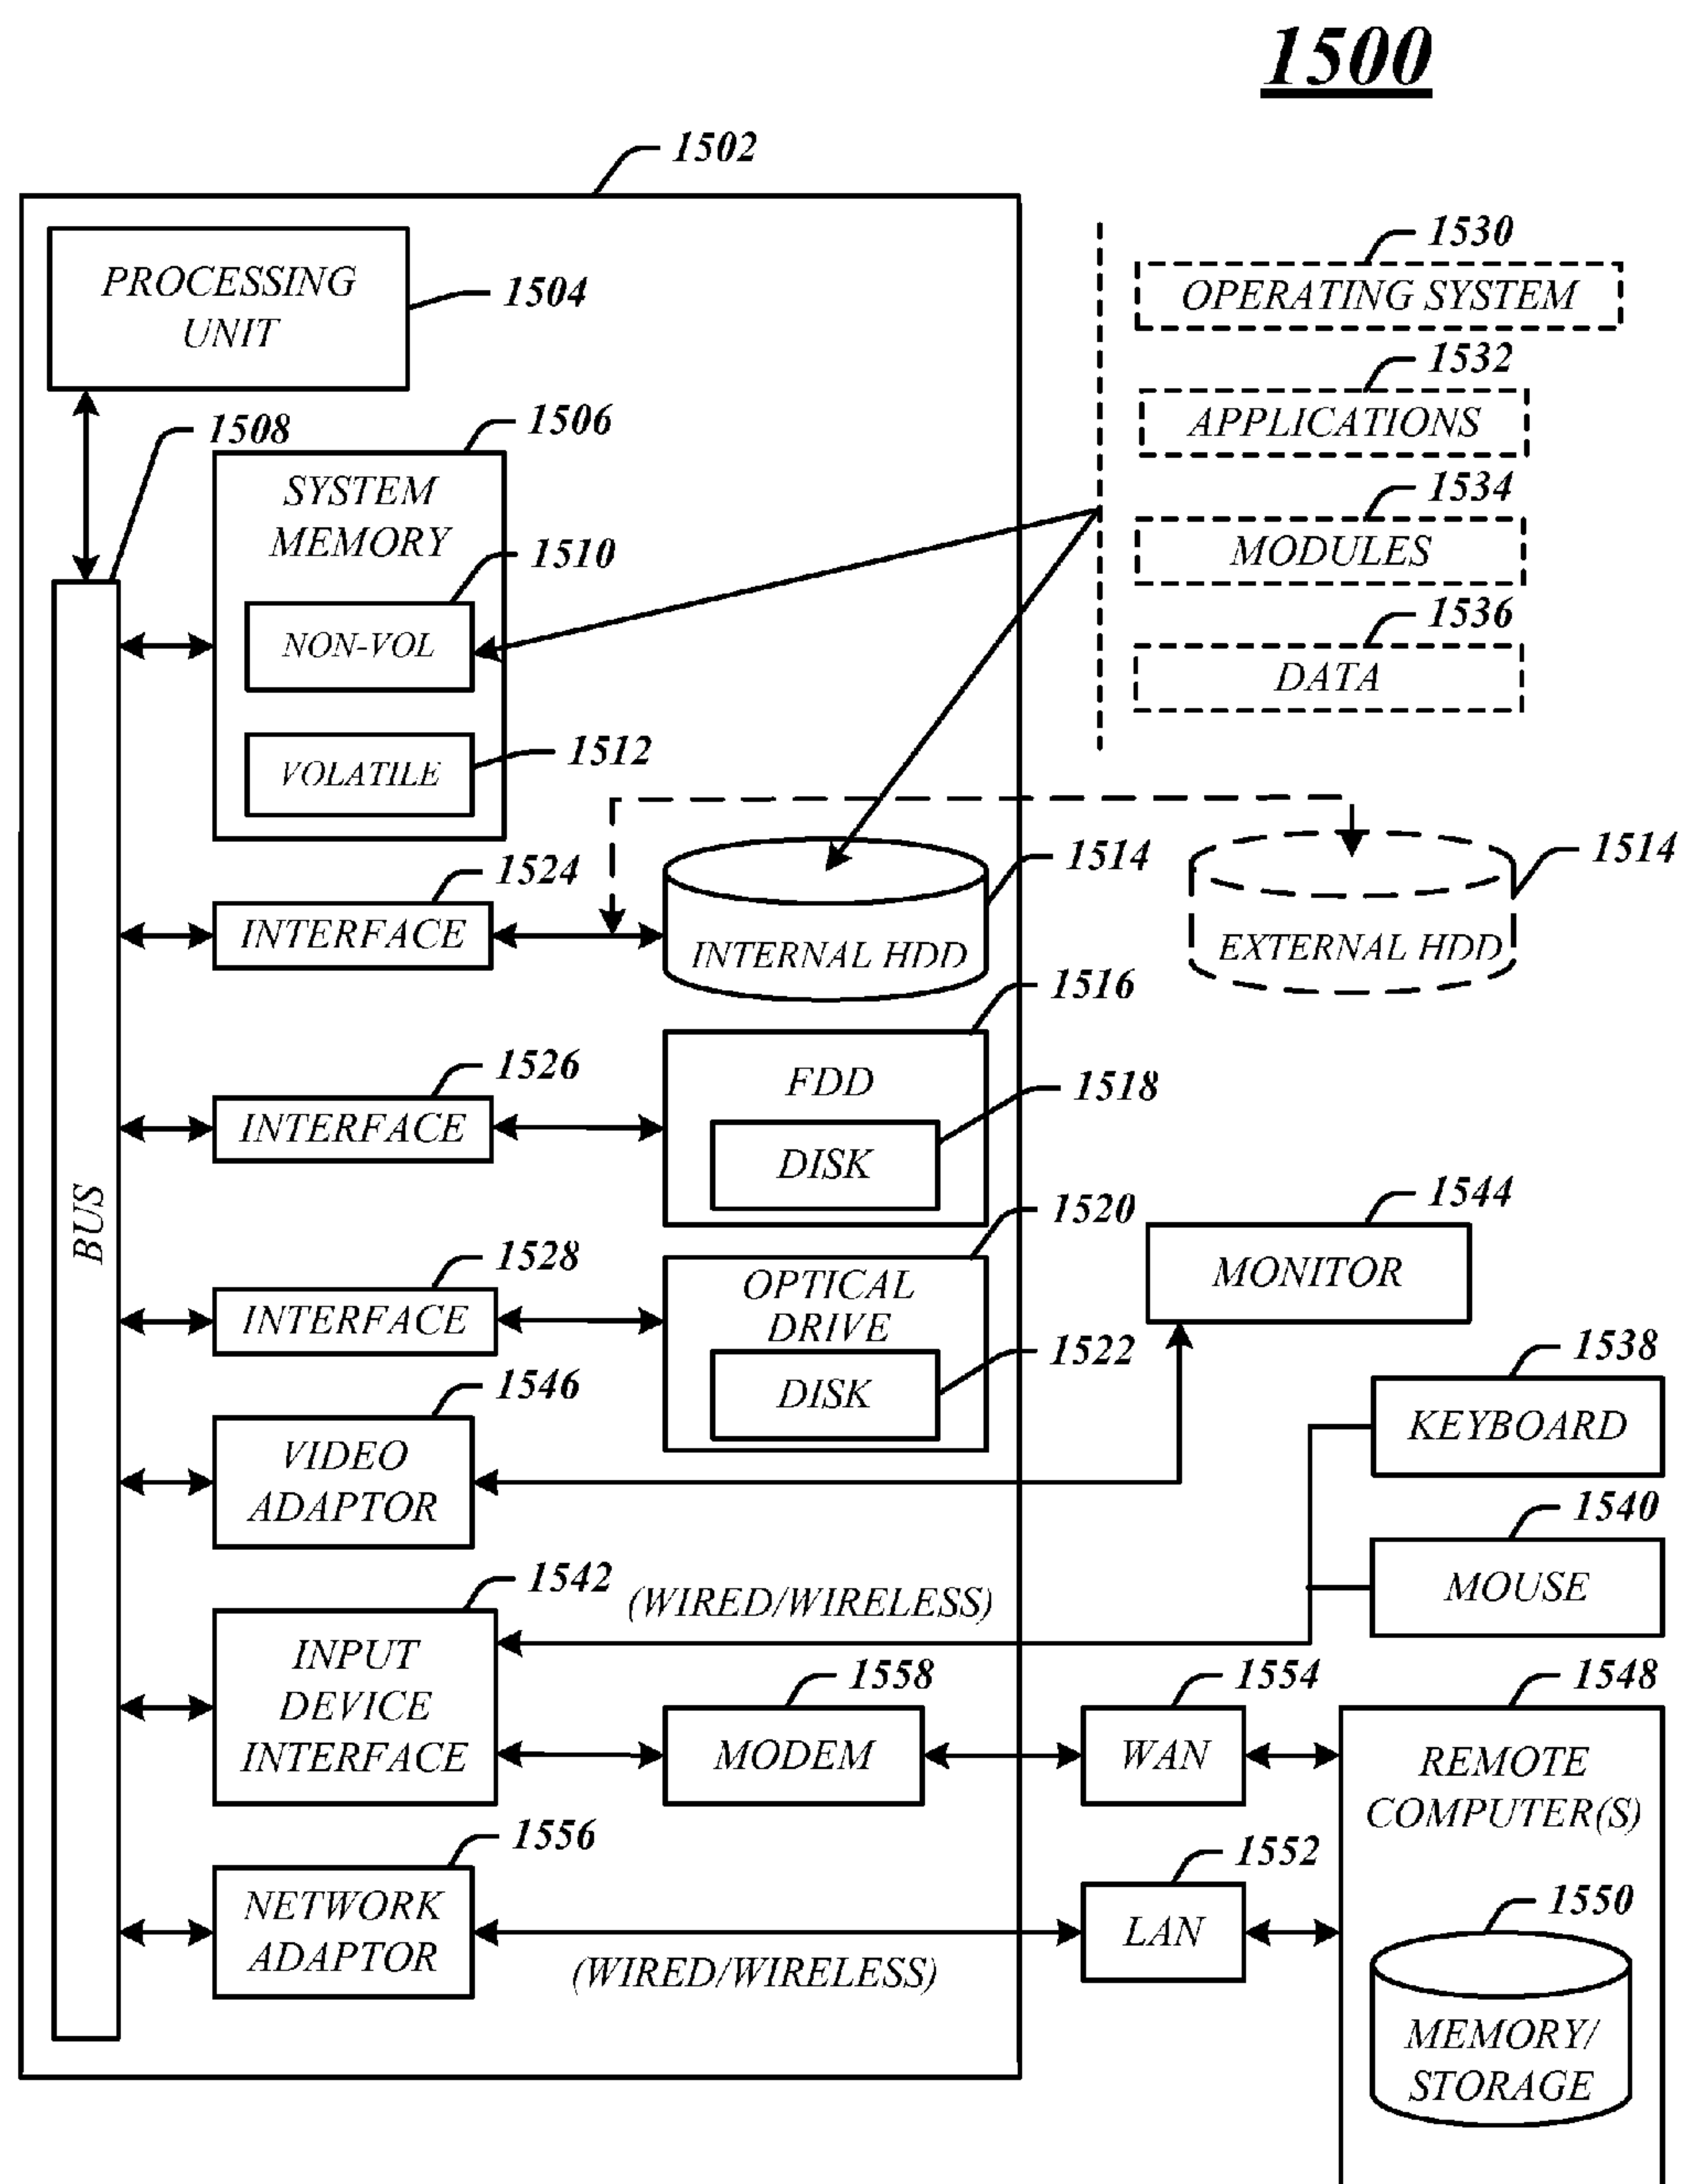 1500
1502
PROCESSING
UNIT
1504
1508
1506
SYSTEM
MEMORY
1510
NON-VOL
1512
VOLATILE
1530
OPERATING SYSTEM
1532
APPLICATIONS
1534
MODULES
1536
DATA
BUS
1524
INTERFACE
1514
INTERNAL HDD
1514
EXTERNAL HDD
1526
INTERFACE
1516
FDD
1518
DISK
1528
INTERFACE
1520
OPTICAL
DRIVE
1522
DISK
1544
MONITOR
1546
VIDEO
ADAPTOR
1538
KEYBOARD
1540
MOUSE
1542
INPUT
DEVICE
INTERFACE
(WIRED/WIRELESS)
1558
MODEM
1554
WAN
1548
REMOTE
COMPUTER(S)
1556
NETWORK
ADAPTOR
(WIRED/WIRELESS)
1552
LAN
1550
MEMORY/
STORAGE